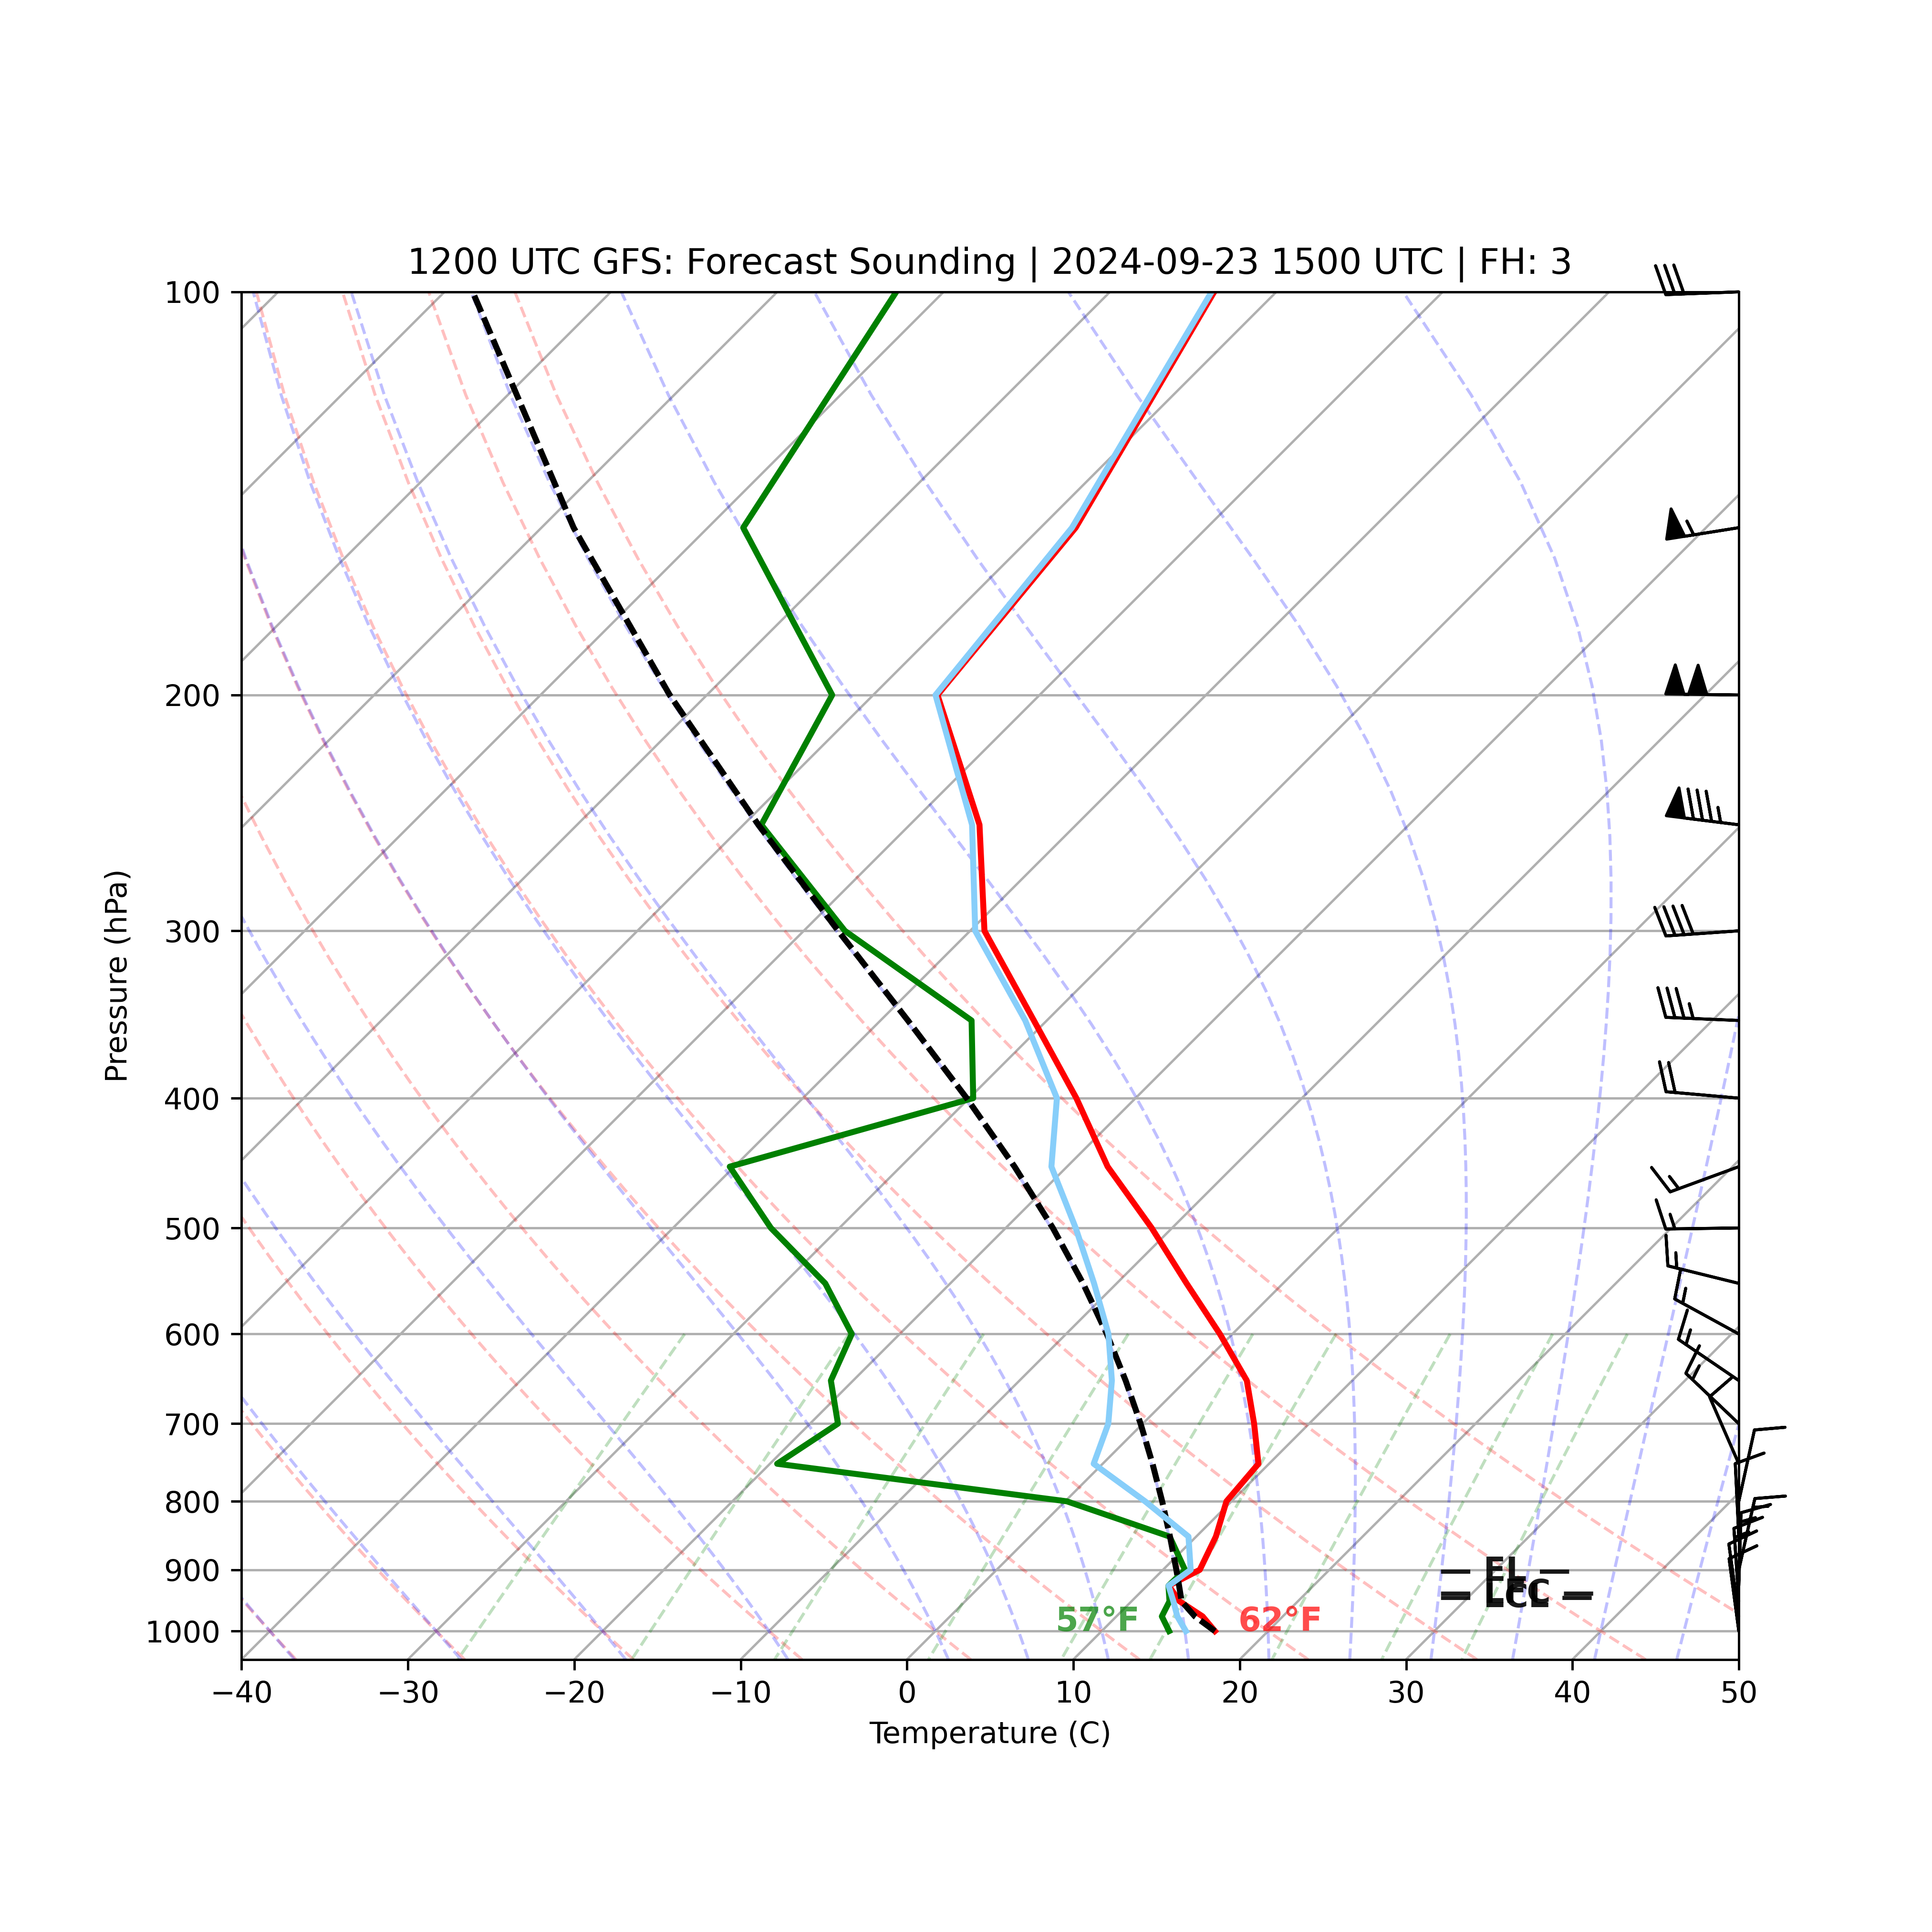 1200 UTC GFS: Forecast Sounding | 2024-09-23 1500 UTC | FH: 3
100
200
300
400
500
600
700
800
900
1000
Pressure (hPa)
— EL —
57°F
62°F
−40 −30 −20 −10 0 10 20 30 40 50
Temperature (C)